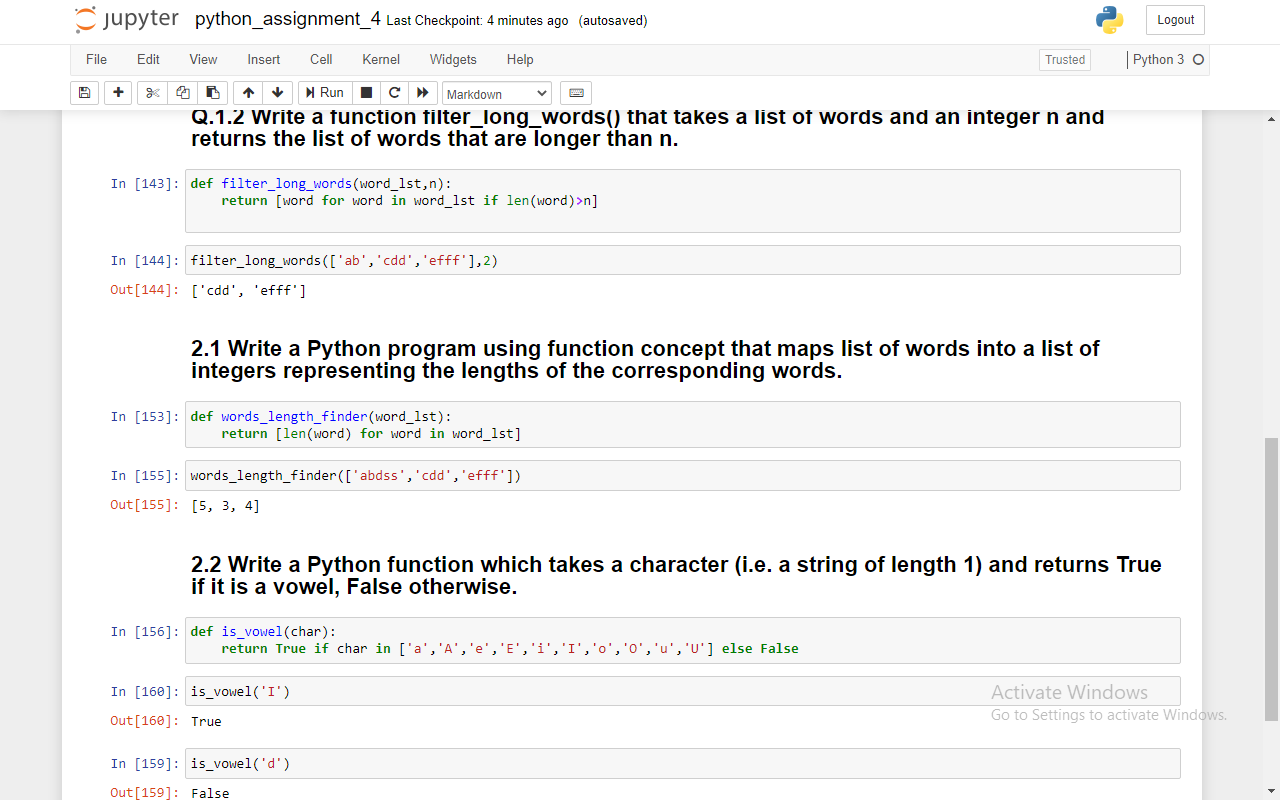 jupyter python_assignment_4 Last Checkpoint: 4 minutes ago (autosaved)
Logout
File Edit View Insert Cell Kernel Widgets Help
Trusted Python 3
Run Markdown
Q.1.2 Write a function filter_long_words() that takes a list of words and an integer n and
returns the list of words that are longer than n.
In [143]: def filter_long_words(word_lst,n):
    return [word for word in word_lst if len(word)>n]
In [144]: filter_long_words(['ab','cdd','efff'],2)
Out[144]: ['cdd', 'efff']
2.1 Write a Python program using function concept that maps list of words into a list of
integers representing the lengths of the corresponding words.
In [153]: def words_length_finder(word_lst):
    return [len(word) for word in word_lst]
In [155]: words_length_finder(['abdss','cdd','efff'])
Out[155]: [5, 3, 4]
2.2 Write a Python function which takes a character (i.e. a string of length 1) and returns True
if it is a vowel, False otherwise.
In [156]: def is_vowel(char):
    return True if char in ['a','A','e','E','i','I','o','O','u','U'] else False
In [160]: is_vowel('I')
Out[160]: True
Activate Windows
Go to Settings to activate Windows.
In [159]: is_vowel('d')
Out[159]: False